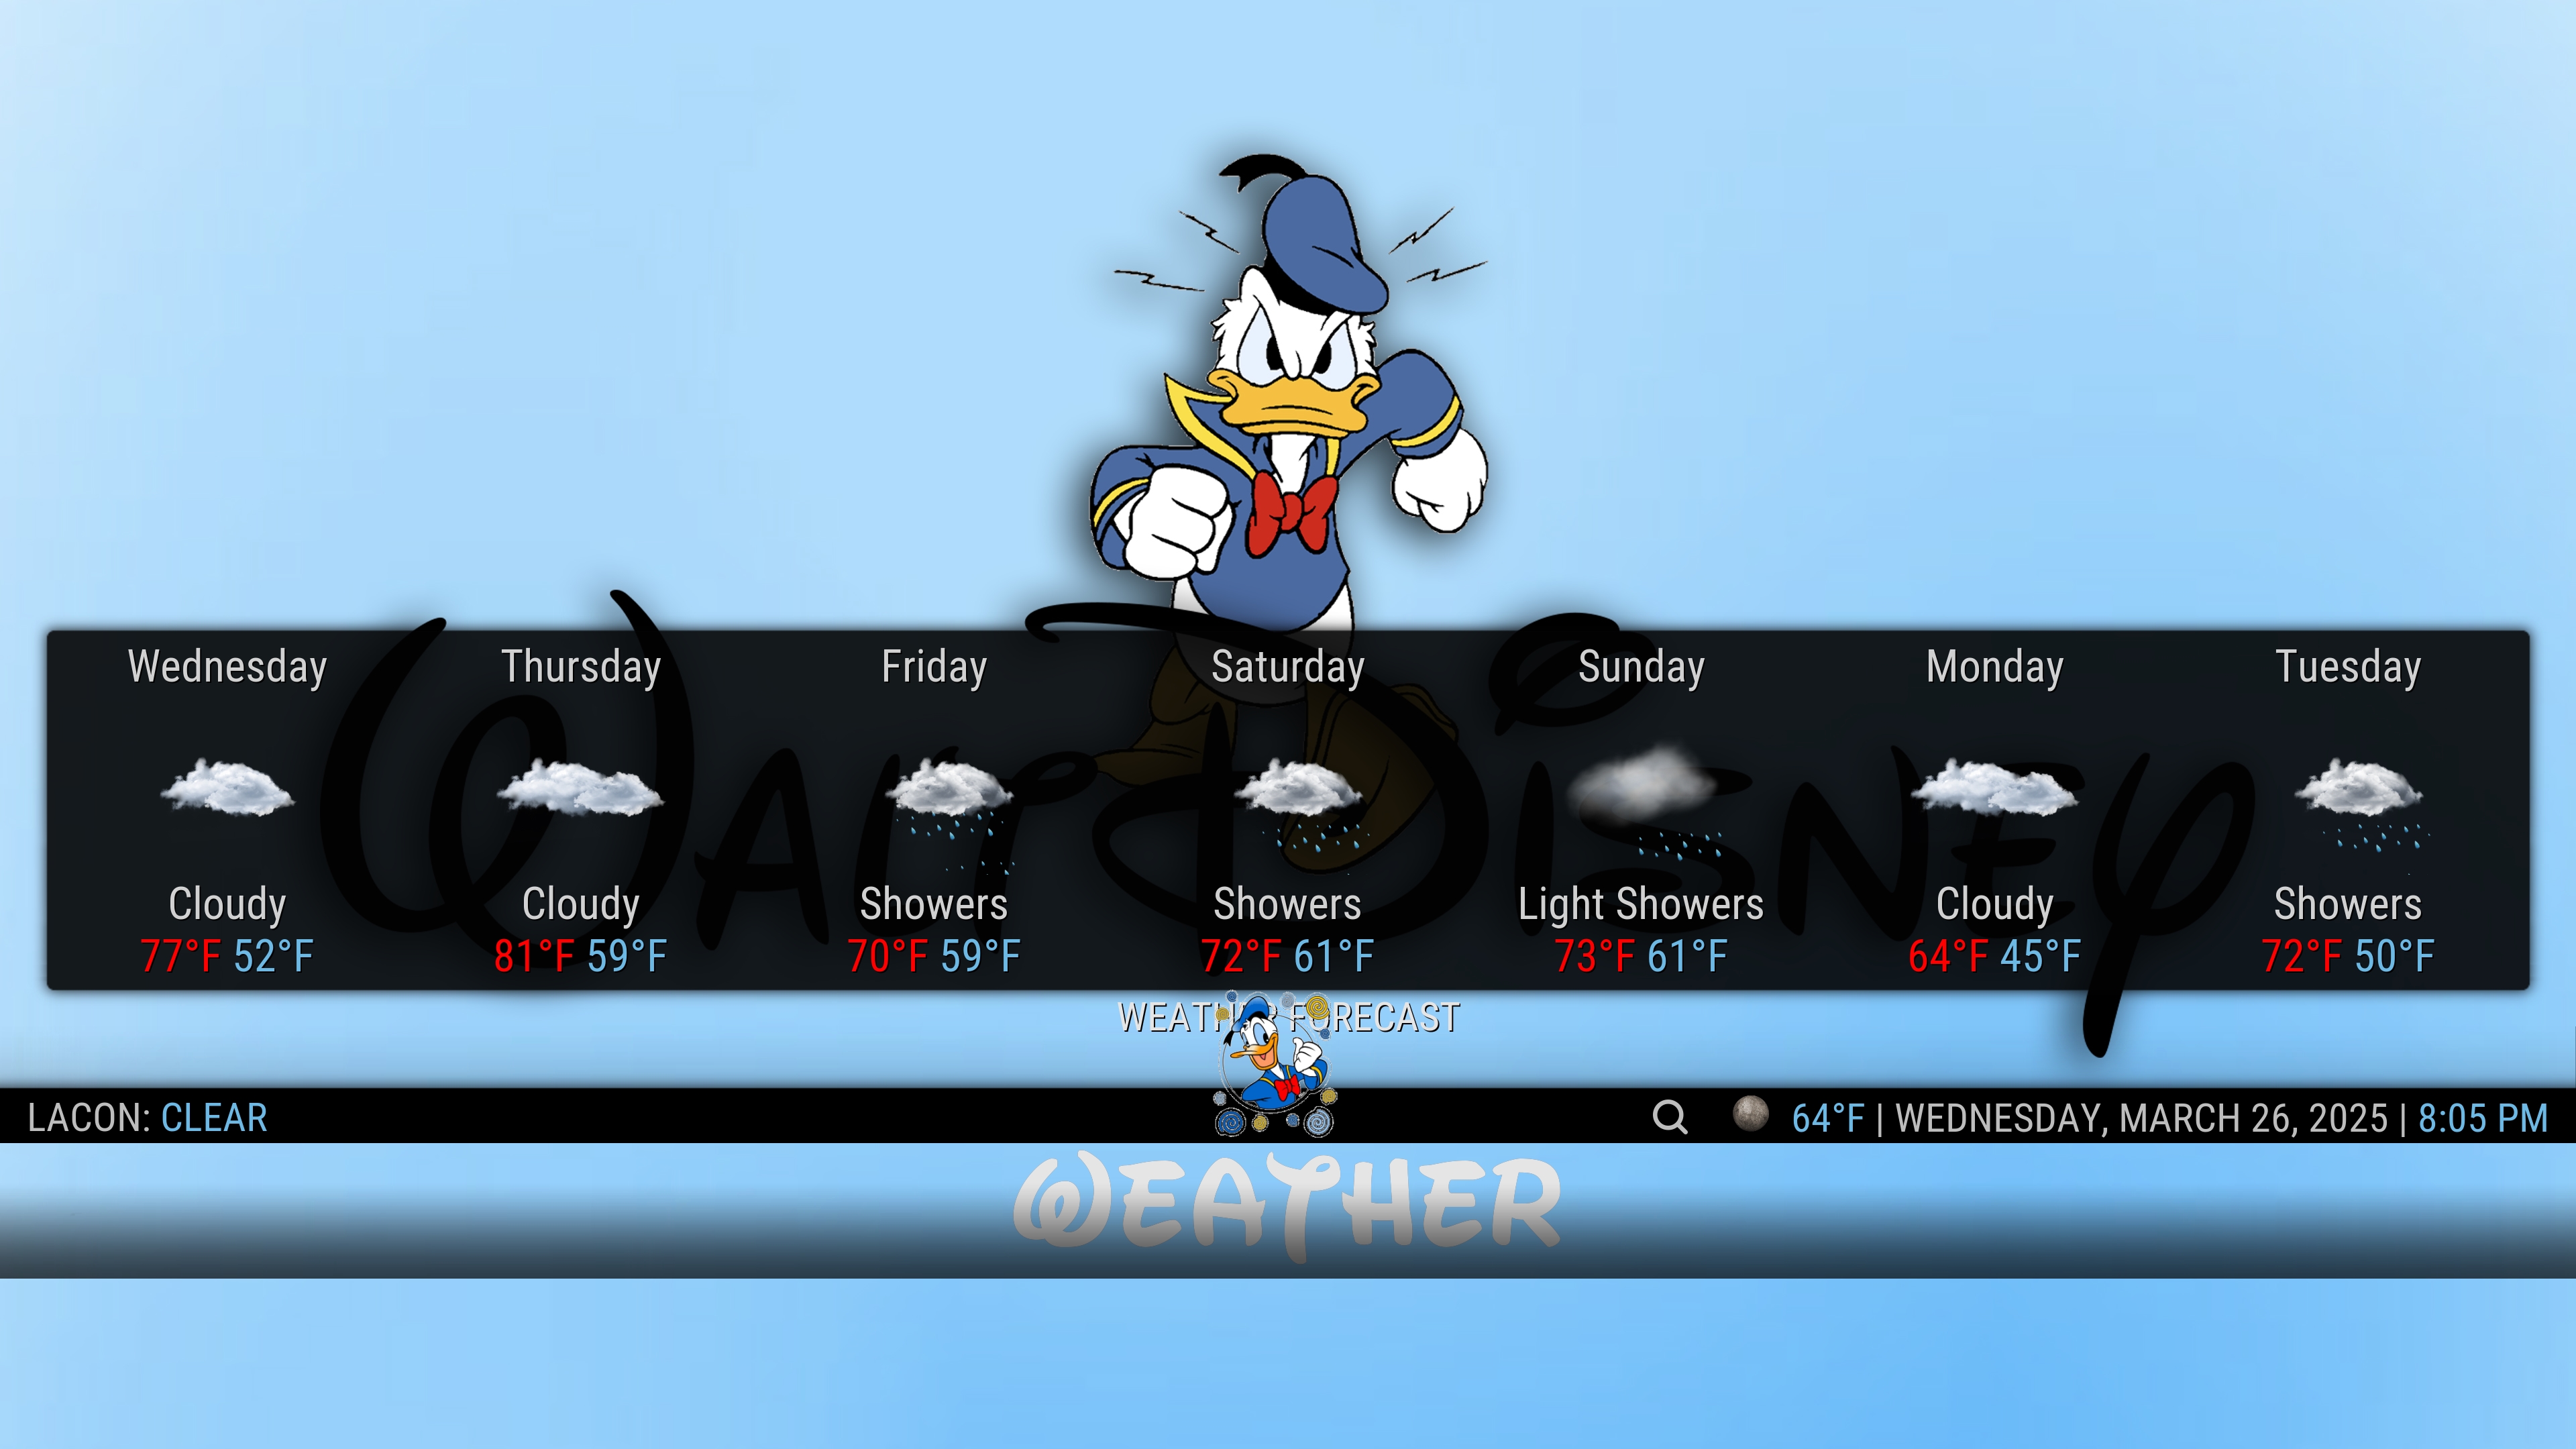 WALT DISNEY
Wednesday Thursday Friday Saturday Sunday Monday Tuesday
Cloudy Cloudy Showers Showers Light Showers Cloudy Showers
77°F 52°F 81°F 59°F 70°F 59°F 72°F 61°F 73°F 61°F 64°F 45°F 72°F 50°F
WEATHER FORECAST
LACON: CLEAR 64°F | WEDNESDAY, MARCH 26, 2025 | 8:05 PM
WEATHER